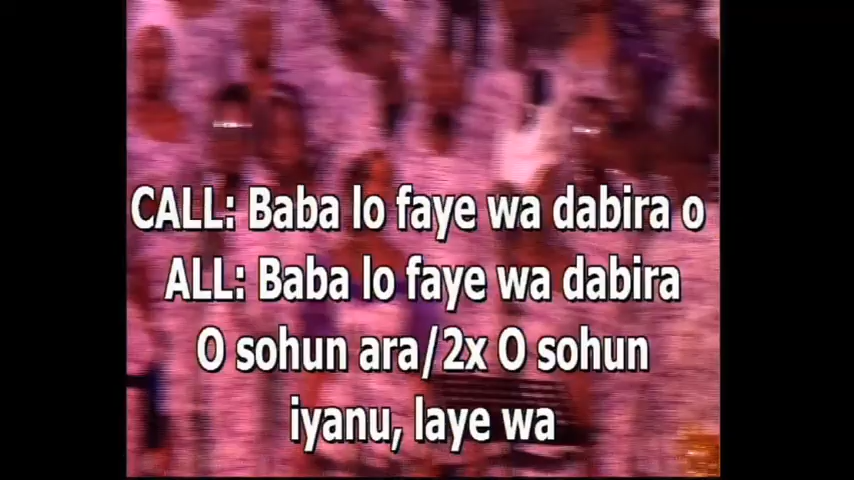 CALL: Baba lo faye wa dabira o
ALL: Baba lo faye wa dabira
O sohun ara/2x O sohun
iyanu, laye wa